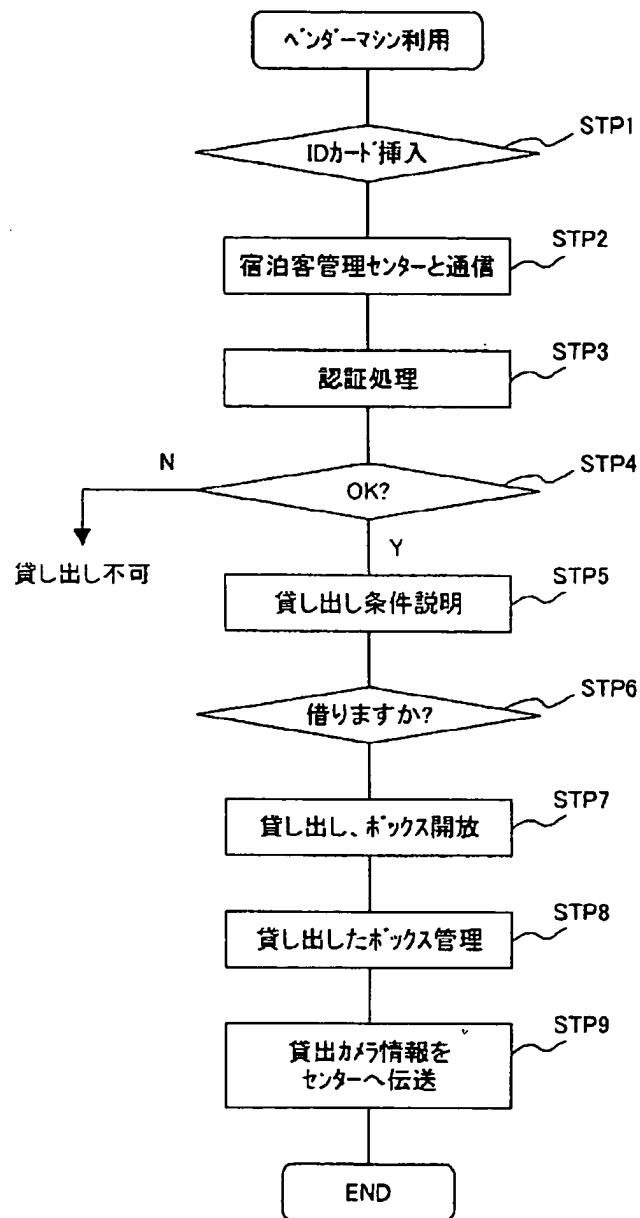 ベンダーマシン利用
STP1
IDカード挿入
STP2
宿泊客管理センターと通信
STP3
認証処理
N
STP4
OK?
Y
貸し出し不可
STP5
貸し出し条件説明
STP6
借りますか?
STP7
貸し出し、ボックス開放
STP8
貸し出したボックス管理
STP9
貸出カメラ情報を
センターへ伝送
END